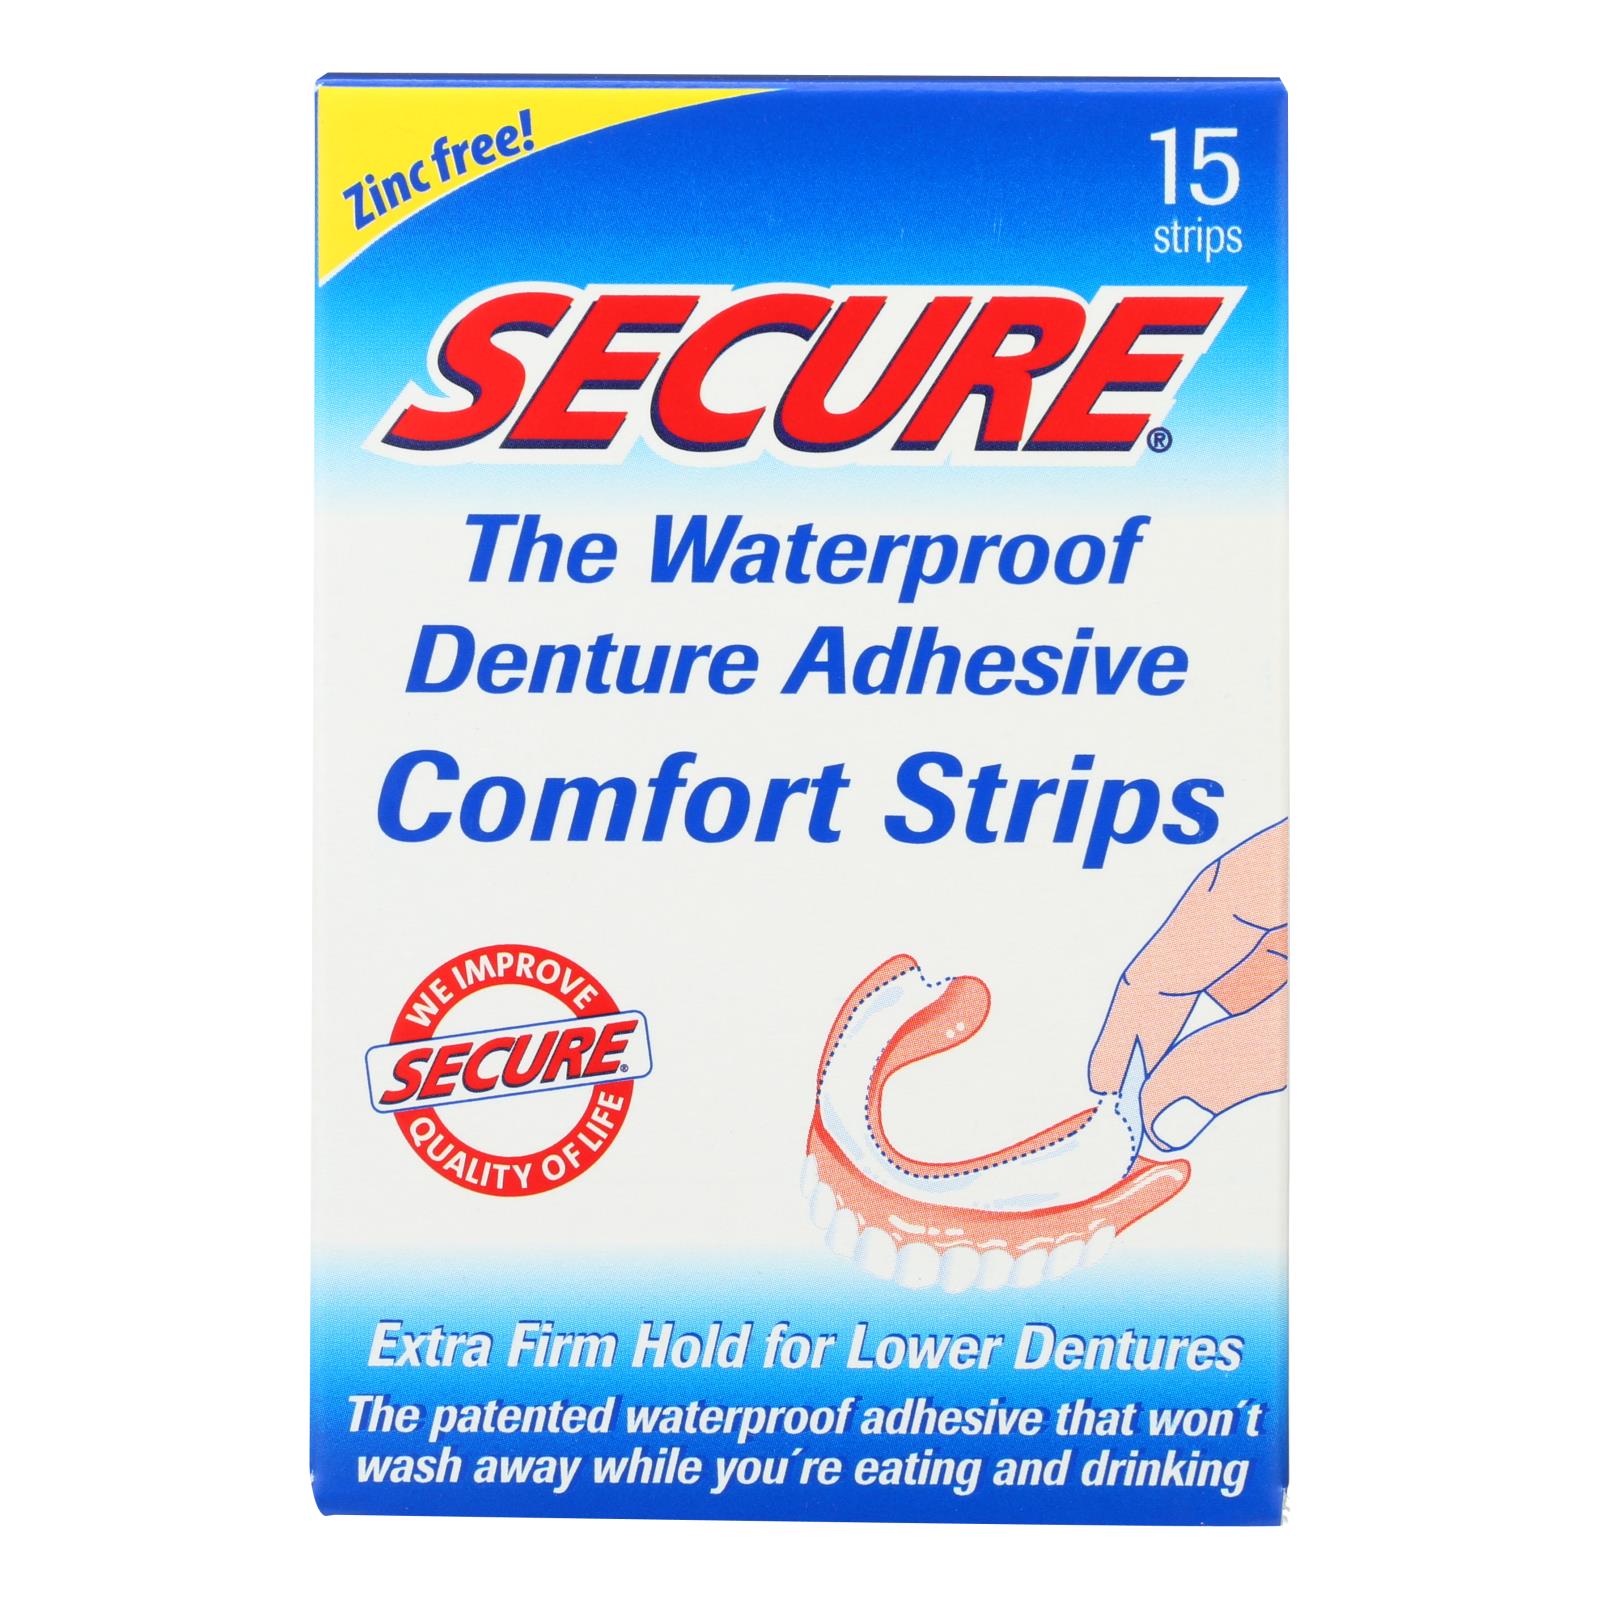 Zinc free!
15
strips
SECURE®
The Waterproof
Denture Adhesive
Comfort Strips
WE IMPROVE
SECURE®
QUALITY OF LIFE
Extra Firm Hold for Lower Dentures
The patented waterproof adhesive that won´t
wash away while you´re eating and drinking